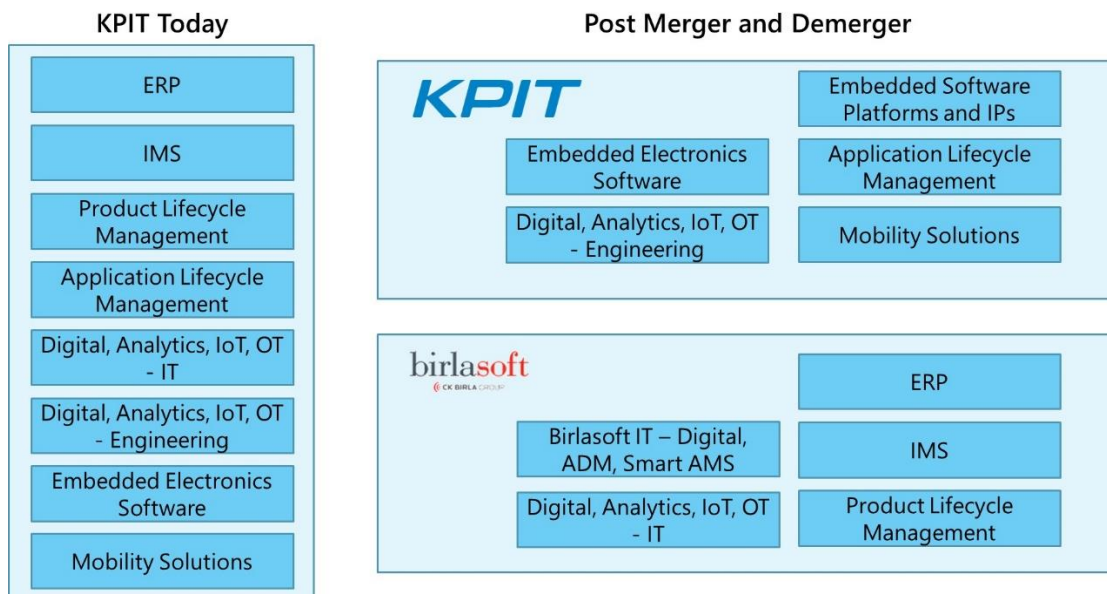 KPIT Today
ERP
IMS
Product Lifecycle
Management
Application Lifecycle
Management
Digital, Analytics, IoT, OT
- IT
Digital, Analytics, IoT, OT
- Engineering
Embedded Electronics
Software
Mobility Solutions
Post Merger and Demerger
KPIT
Embedded Software
Platforms and IPs
Embedded Electronics
Software
Application Lifecycle
Management
Digital, Analytics, IoT, OT
- Engineering
Mobility Solutions
birlasoft
CK BIRLA GROUP
ERP
Birlasoft IT – Digital,
ADM, Smart AMS
IMS
Digital, Analytics, IoT, OT
- IT
Product Lifecycle
Management